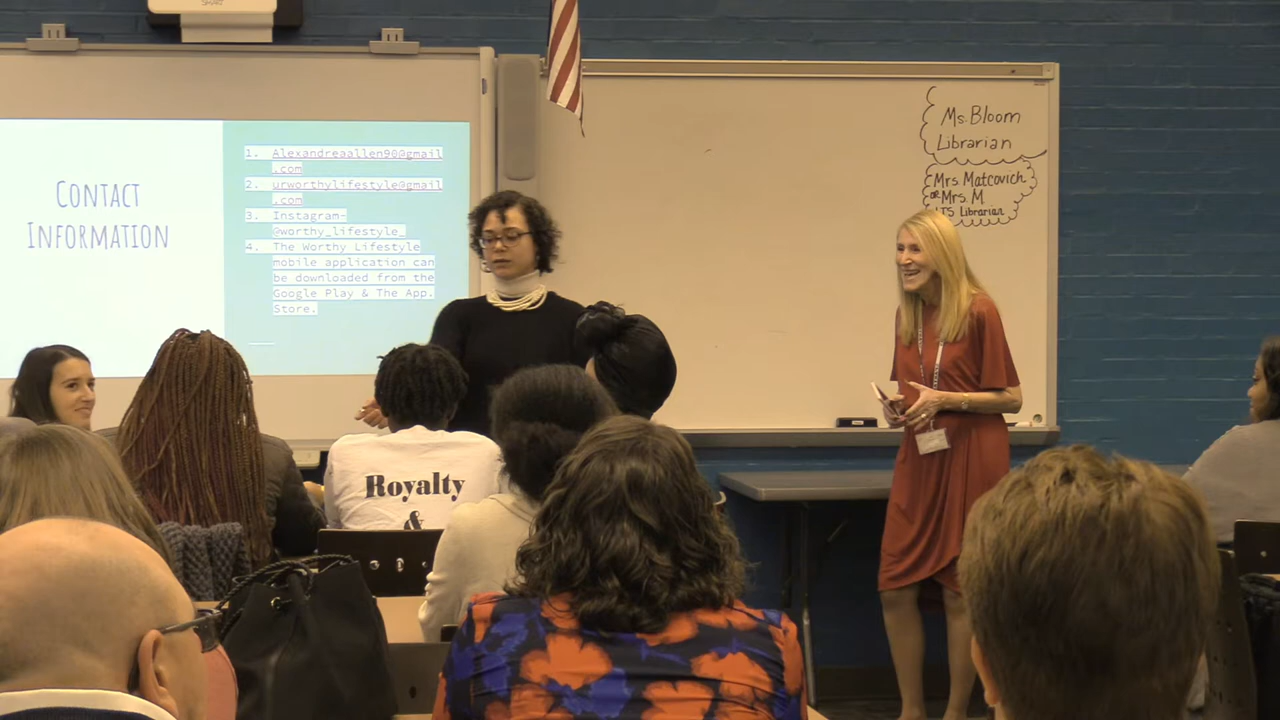 SMART
CONTACT
INFORMATION
1. Alexandreaallen90@gmail
.com
2. urworthylifestyle@gmail
.com
3. Instagram-
@worthy_lifestyle_
4. The Worthy Lifestyle
mobile application can
be downloaded from the
Google Play & The App.
Store.
Ms. Bloom
Librarian
Mrs. Matcovich
or Mrs. M
LTS Librarian
Royalty
&